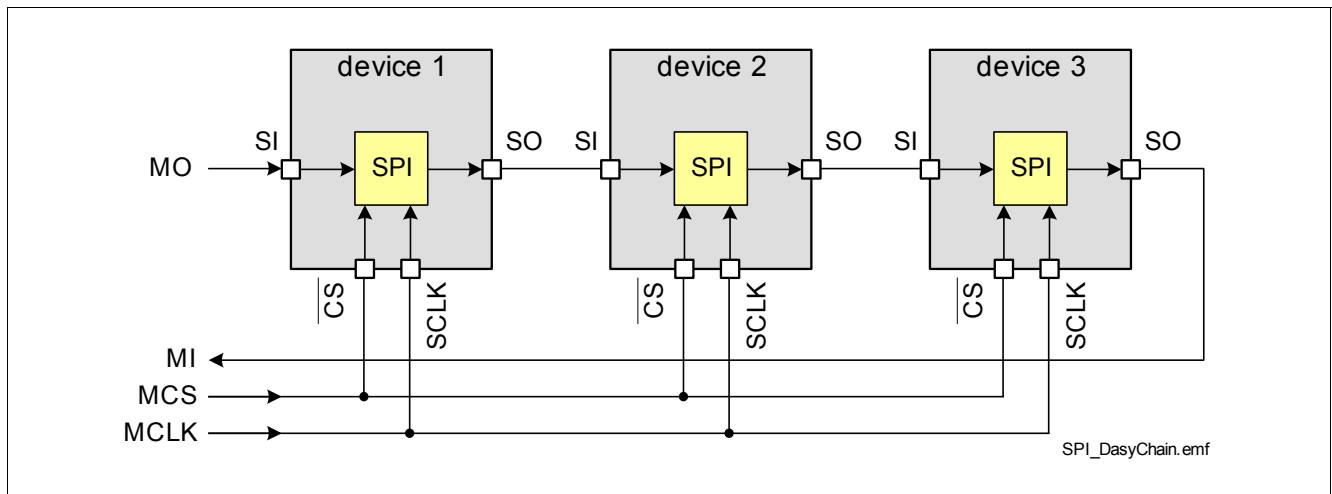 device 1
device 2
device 3
SI
SO
SI
SO
SI
SO
MO
SPI
SPI
SPI
CS
SCLK
CS
SCLK
CS
SCLK
MI
MCS
MCLK
SPI_DasyChain.emf